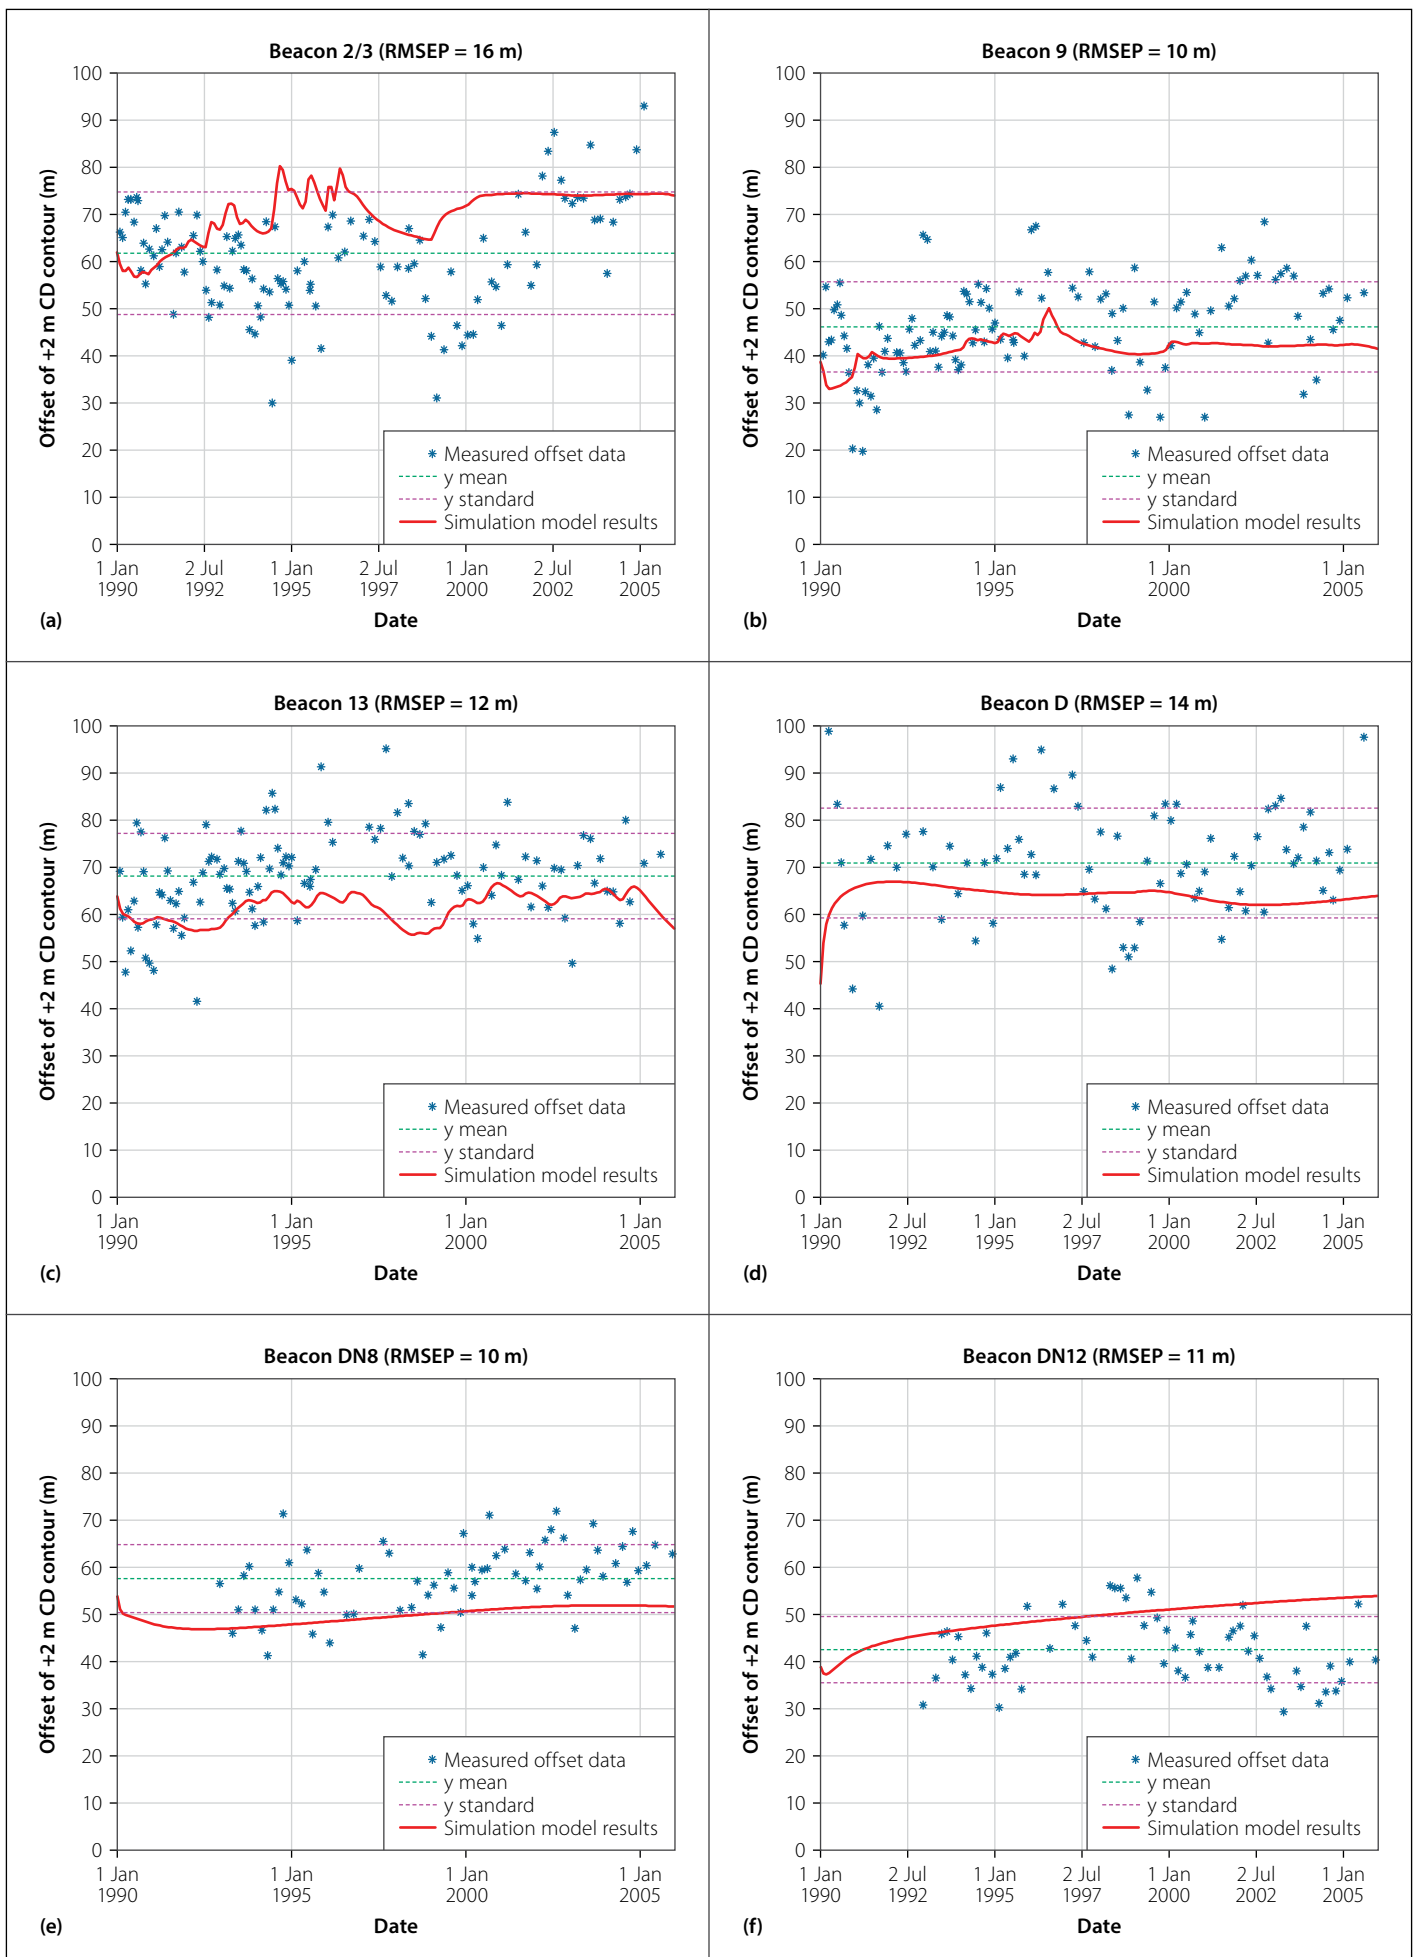 Beacon 2/3 (RMSEP = 16 m)
Offset of +2 m CD contour (m)
100
90
80
70
60
50
40
30
20
10
0
Measured offset data
y mean
y standard
Simulation model results
1 Jan 1990
2 Jul 1992
1 Jan 1995
2 Jul 1997
1 Jan 2000
2 Jul 2002
1 Jan 2005
(a)
Date
Beacon 9 (RMSEP = 10 m)
Offset of +2 m CD contour (m)
100
90
80
70
60
50
40
30
20
10
0
Measured offset data
y mean
y standard
Simulation model results
1 Jan 1990
1 Jan 1995
1 Jan 2000
1 Jan 2005
(b)
Date
Beacon 13 (RMSEP = 12 m)
Offset of +2 m CD contour (m)
100
90
80
70
60
50
40
30
20
10
0
Measured offset data
y mean
y standard
Simulation model results
1 Jan 1990
1 Jan 1995
1 Jan 2000
1 Jan 2005
(c)
Date
Beacon D (RMSEP = 14 m)
Offset of +2 m CD contour (m)
100
90
80
70
60
50
40
30
20
10
0
Measured offset data
y mean
y standard
Simulation model results
1 Jan 1990
2 Jul 1992
1 Jan 1995
2 Jul 1997
1 Jan 2000
2 Jul 2002
1 Jan 2005
(d)
Date
Beacon DN8 (RMSEP = 10 m)
Offset of +2 m CD contour (m)
100
90
80
70
60
50
40
30
20
10
0
Measured offset data
y mean
y standard
Simulation model results
1 Jan 1990
1 Jan 1995
1 Jan 2000
1 Jan 2005
(e)
Date
Beacon DN12 (RMSEP = 11 m)
Offset of +2 m CD contour (m)
100
90
80
70
60
50
40
30
20
10
0
Measured offset data
y mean
y standard
Simulation model results
1 Jan 1990
2 Jul 1992
1 Jan 1995
2 Jul 1997
1 Jan 2000
2 Jul 2002
1 Jan 2005
(f)
Date